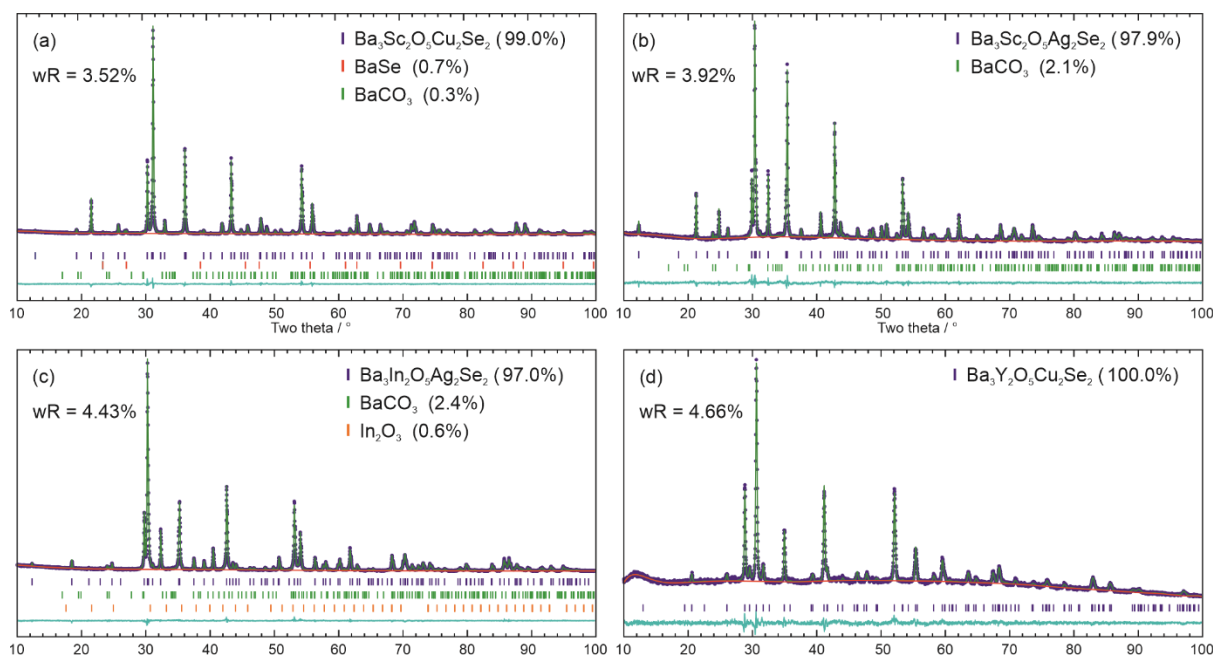 (a)
wR = 3.52%
Ba₃Sc₂O₅Cu₂Se₂ (99.0%)
BaSe (0.7%)
BaCO₃ (0.3%)
10 20 30 40 50 60 70 80 90 100
Two theta / °
(b)
wR = 3.92%
Ba₃Sc₂O₅Ag₂Se₂ (97.9%)
BaCO₃ (2.1%)
10 20 30 40 50 60 70 80 90 100
Two theta / °
(c)
wR = 4.43%
Ba₃In₂O₅Ag₂Se₂ (97.0%)
BaCO₃ (2.4%)
In₂O₃ (0.6%)
10 20 30 40 50 60 70 80 90 100
(d)
wR = 4.66%
Ba₃Y₂O₅Cu₂Se₂ (100.0%)
10 20 30 40 50 60 70 80 90 100